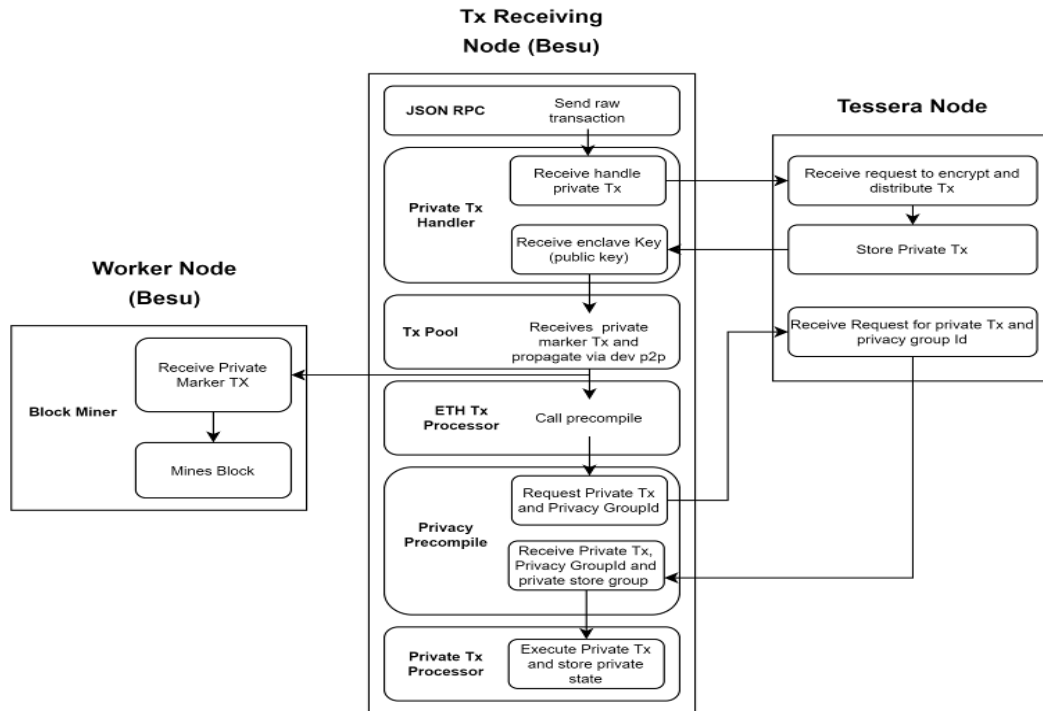 Tx Receiving
Node (Besu)
JSON RPC
Send raw
transaction
Private Tx
Handler
Receive handle
private Tx
Receive enclave Key
(public key)
Tx Pool
Receives private
marker Tx and
propagate via dev p2p
ETH Tx
Processor
Call precompile
Privacy
Precompile
Request Private Tx
and Privacy GroupId
Receive Private Tx,
Privacy GroupId and
private store group
Private Tx
Processor
Execute Private Tx
and store private
state
Tessera Node
Receive request to encrypt and
distribute Tx
Store Private Tx
Receive Request for private Tx and
privacy group Id
Worker Node
(Besu)
Block Miner
Receive Private
Marker TX
Mines Block